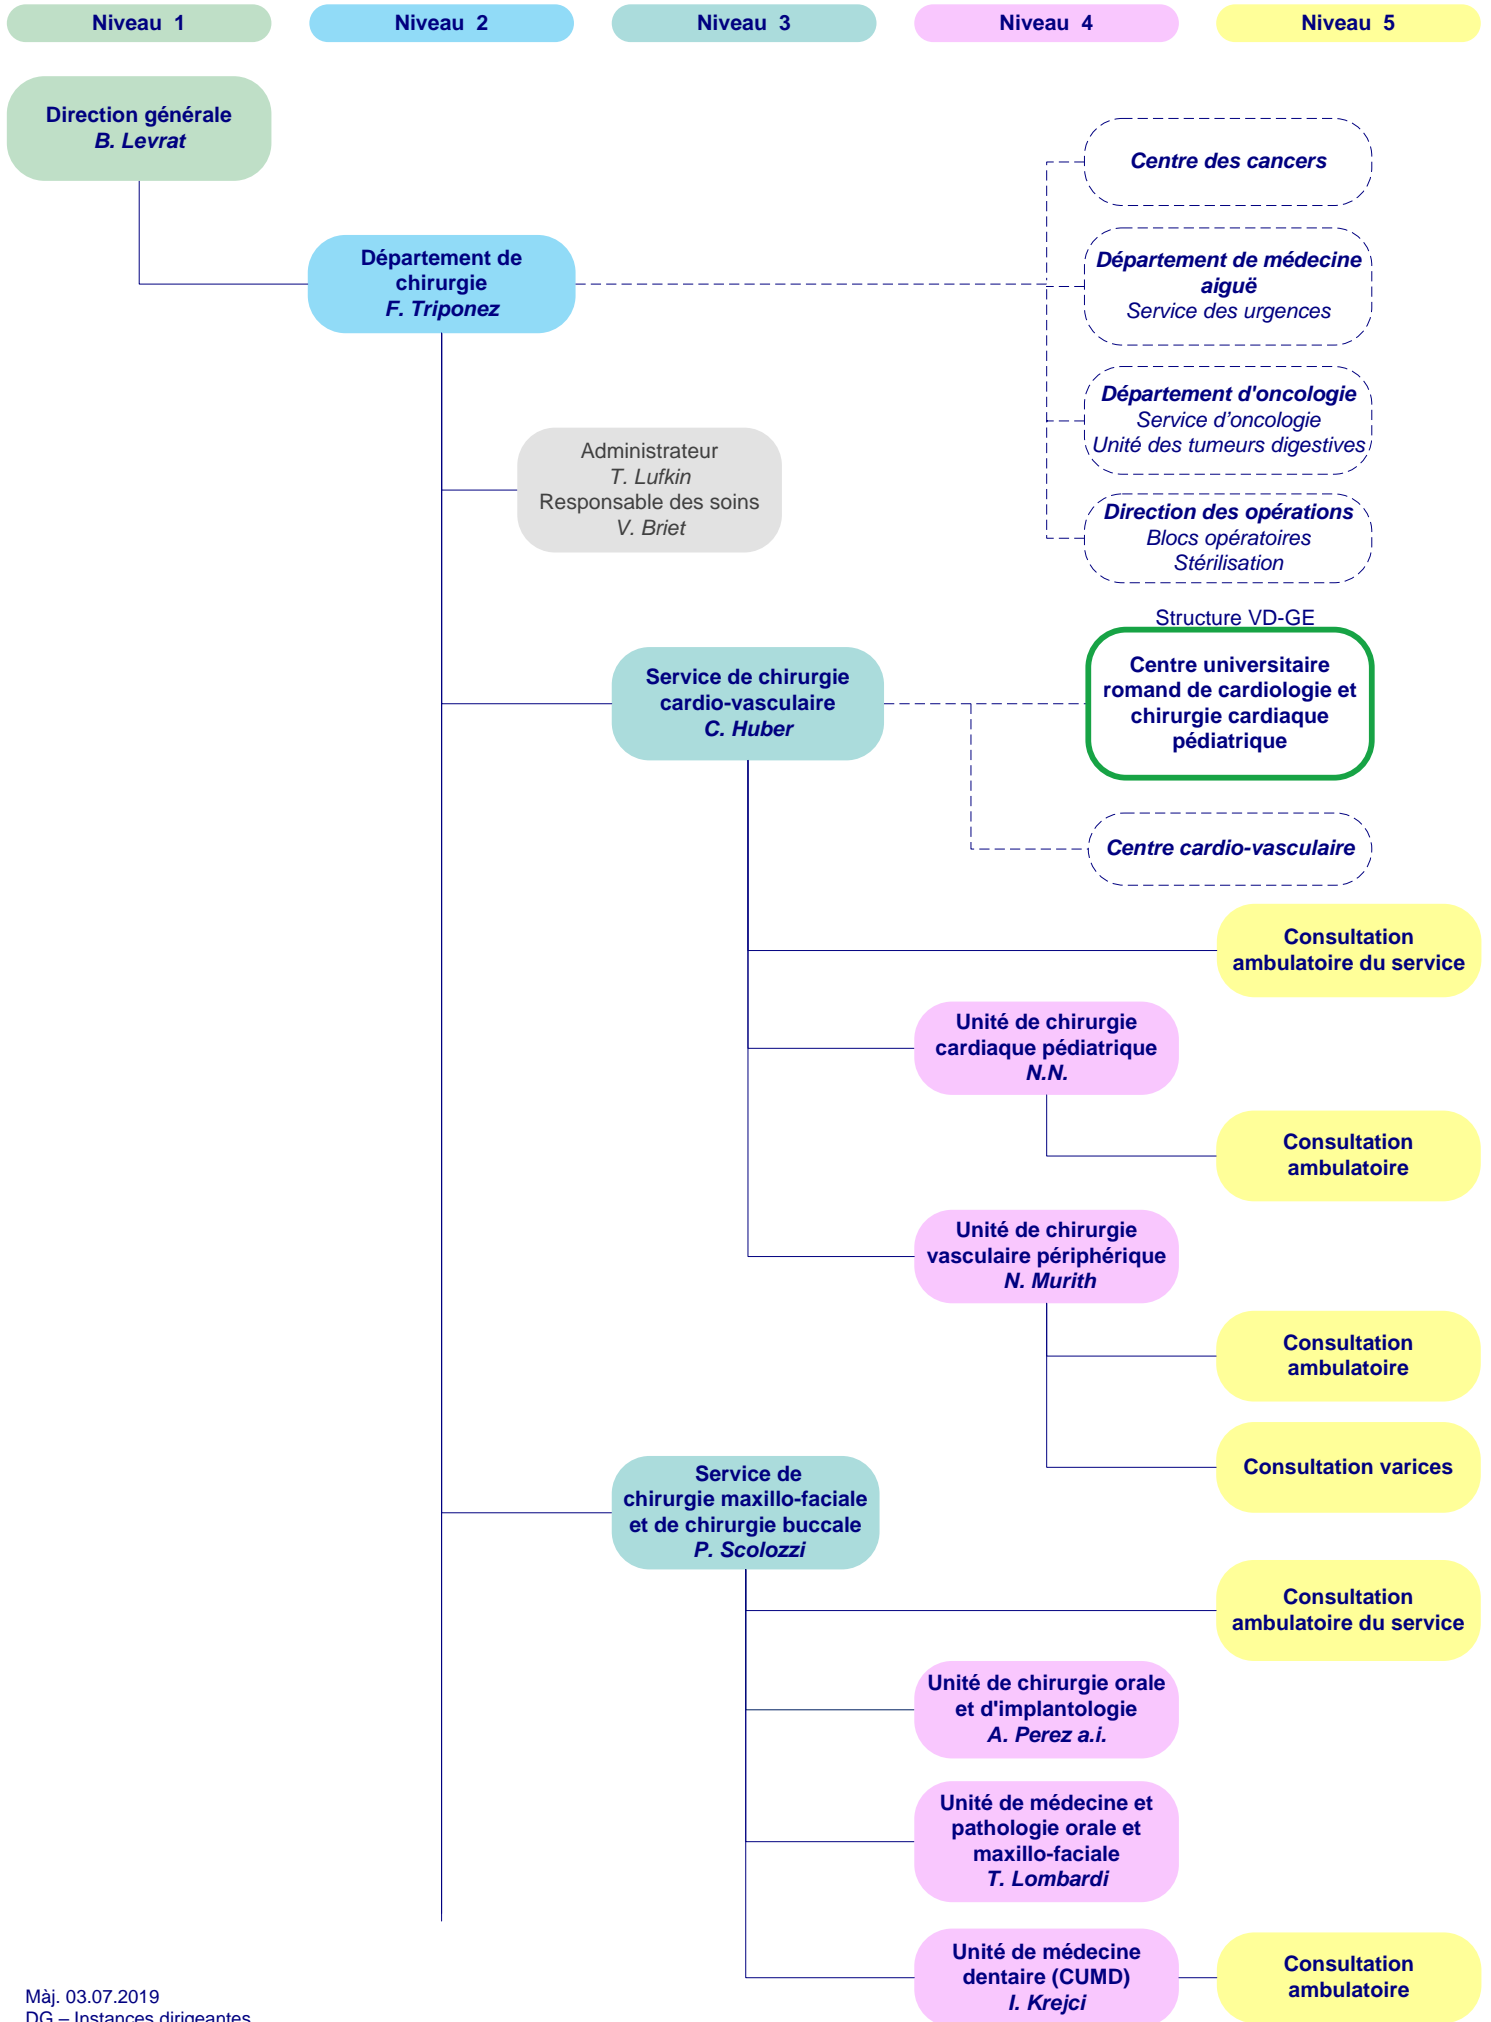 Niveau 1
Niveau 2
Niveau 3
Niveau 4
Niveau 5
Direction générale
B. Levrat
Centre des cancers
Département de
chirurgie
F. Triponez
Département de médecine
aiguë
Service des urgences
Département d'oncologie
Service d’oncologie
Unité des tumeurs digestives
Administrateur
T. Lufkin
Responsable des soins
V. Briet
Direction des opérations
Blocs opératoires
Stérilisation
Structure VD-GE
Service de chirurgie
cardio-vasculaire
C. Huber
Centre universitaire
romand de cardiologie et
chirurgie cardiaque
pédiatrique
Centre cardio-vasculaire
Consultation
ambulatoire du service
Unité de chirurgie
cardiaque pédiatrique
N.N.
Consultation
ambulatoire
Unité de chirurgie
vasculaire périphérique
N. Murith
Consultation
ambulatoire
Consultation varices
Service de
chirurgie maxillo-faciale
et de chirurgie buccale
P. Scolozzi
Consultation
ambulatoire du service
Unité de chirurgie orale
et d'implantologie
A. Perez a.i.
Unité de médecine et
pathologie orale et
maxillo-faciale
T. Lombardi
Unité de médecine
dentaire (CUMD)
I. Krejci
Consultation
ambulatoire
Màj. 03.07.2019
DG – Instances dirigeantes